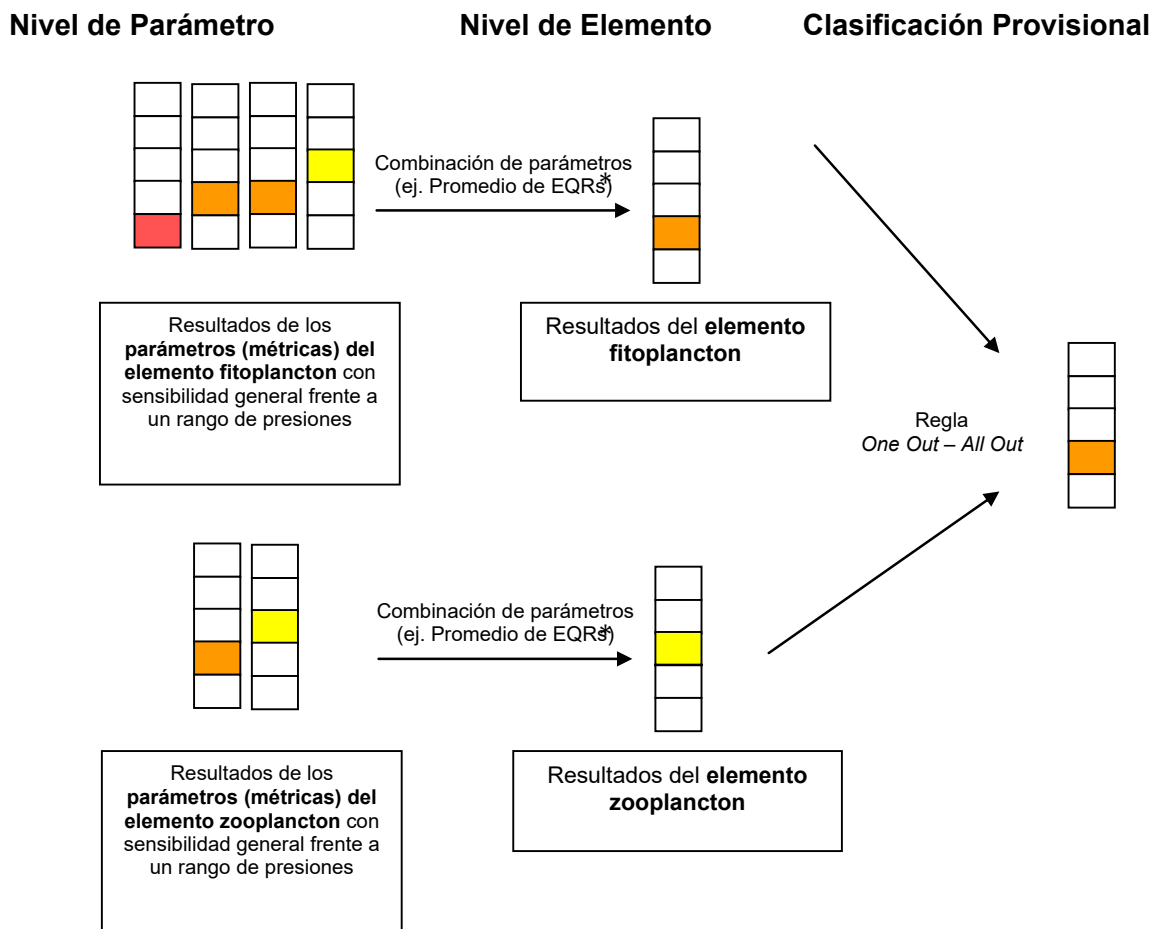 Nivel de Parámetro
Nivel de Elemento
Clasificación Provisional
Combinación de parámetros
(ej. Promedio de EQRs*)
Resultados de los
parámetros (métricas) del
elemento fitoplancton con
sensibilidad general frente a
un rango de presiones
Resultados del elemento
fitoplancton
Regla
One Out – All Out
Combinación de parámetros
(ej. Promedio de EQRs*)
Resultados de los
parámetros (métricas) del
elemento zooplancton con
sensibilidad general frente a
un rango de presiones
Resultados del elemento
zooplancton